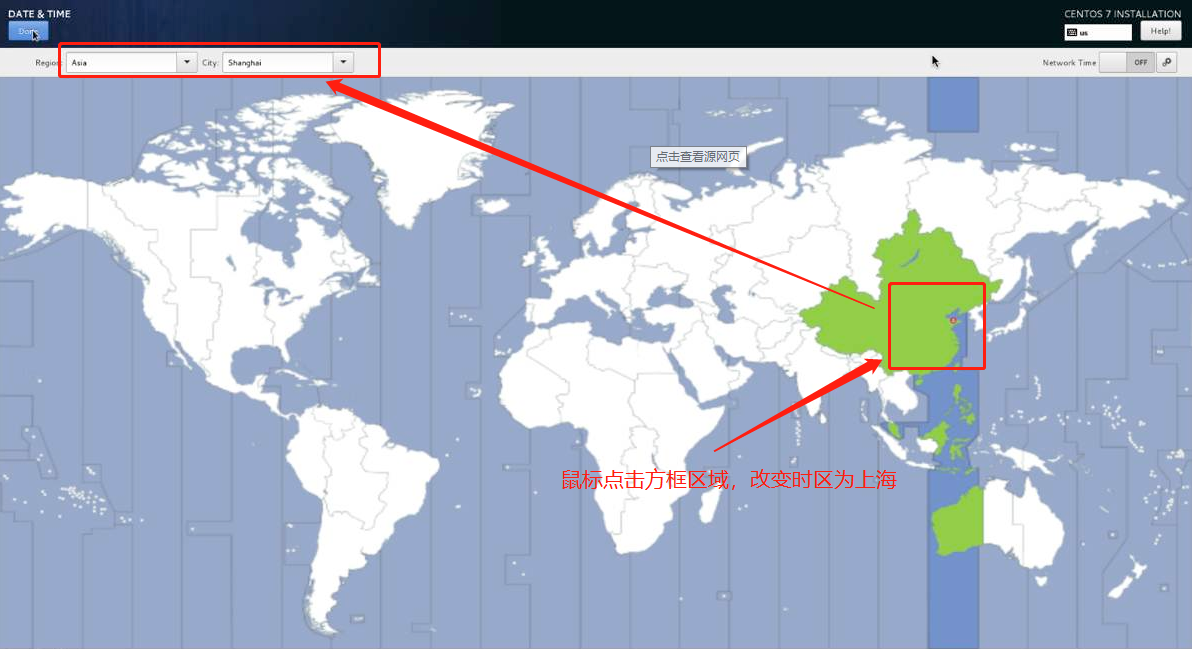 DATE & TIME
CENTOS 7 INSTALLATION
Done
us
Help!
Region: Asia City: Shanghai
Network Time OFF
点击查看源网页
鼠标点击方框区域，改变时区为上海